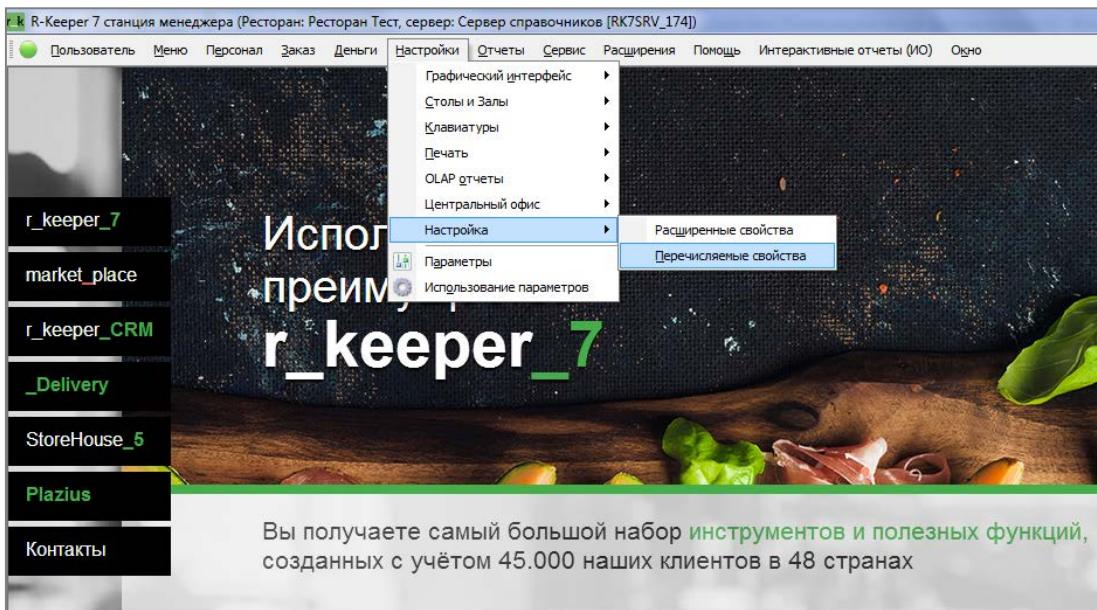 r k R-Keeper 7 станция менеджера (Ресторан: Ресторан Тест, сервер: Сервер справочников [RK7SRV_174])
Пользователь Меню Персонал Заказ Деньги Настройки Отчеты Сервис Расширения Помощь Интерактивные отчеты (ИО) Окно
Графический интерфейс
Столы и Залы
Клавиатуры
Печать
OLAP отчеты
Центральный офис
Настройка
Расширенные свойства
Перечисляемые свойства
Параметры
Использование параметров
r_keeper_7
market_place
r_keeper_CRM
_Delivery
StoreHouse_5
Plazius
Контакты
Испол
преим
r_keeper_7
Вы получаете самый большой набор инструментов и полезных функций,
созданных с учётом 45.000 наших клиентов в 48 странах